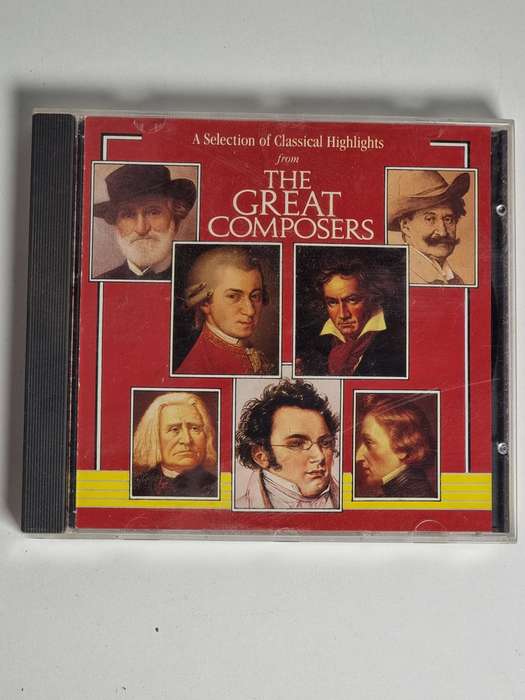 A Selection of Classical Highlights
from
THE
GREAT
COMPOSERS